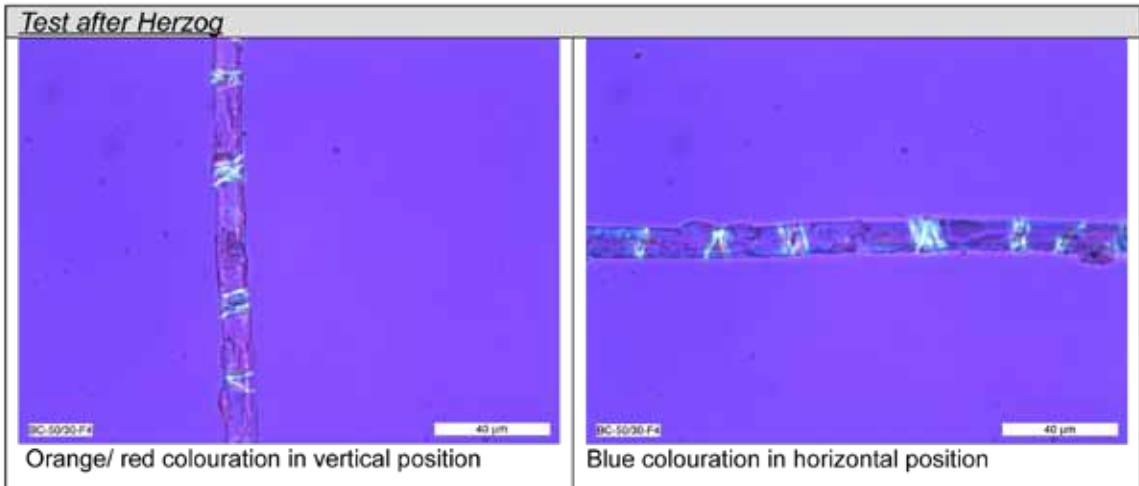 Test after Herzog
BC-50/30-F4
40 µm
BC-50/30-F4
40 µm
Orange/ red colouration in vertical position
Blue colouration in horizontal position